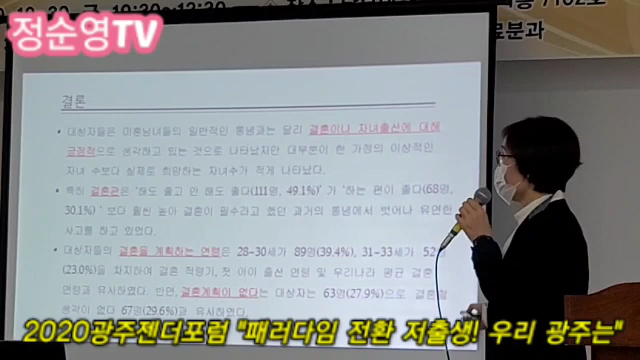 정순영TV
결론
대상자들은 미혼남녀들의 일반적인 통념과는 달리 결혼이나 자녀출산에 대해
긍정적으로 생각하고 있는 것으로 나타났지만 대부분이 한 가정의 이상적인
자녀 수보다 실제로 희망하는 자녀수가 적게 나타났다.
특히 결혼관은 '해도 좋고 안 해도 좋다(111명, 49.1%)' 가 '하는 편이 좋다(68명,
30.1%)' 보다 훨씬 높아 결혼이 필수라고 했던 과거의 통념에서 벗어나 유연한
사고를 하고 있었다.
대상자들의 결혼을 계획하는 연령은 28-30세가 89명(39.4%), 31-33세가 52
(23.0%)을 차지하여 결혼 적령기, 첫 아이 출산 연령 및 우리나라 평균 결혼
연령과 유사하였다. 반면, 결혼계획이 없다는 대상자는 63명(27.9%)으로 결혼할
생각이 없다 67명(29.6%)과 유사하였다.
2020광주젠더포럼 "패러다임 전환 저출생! 우리 광주는"